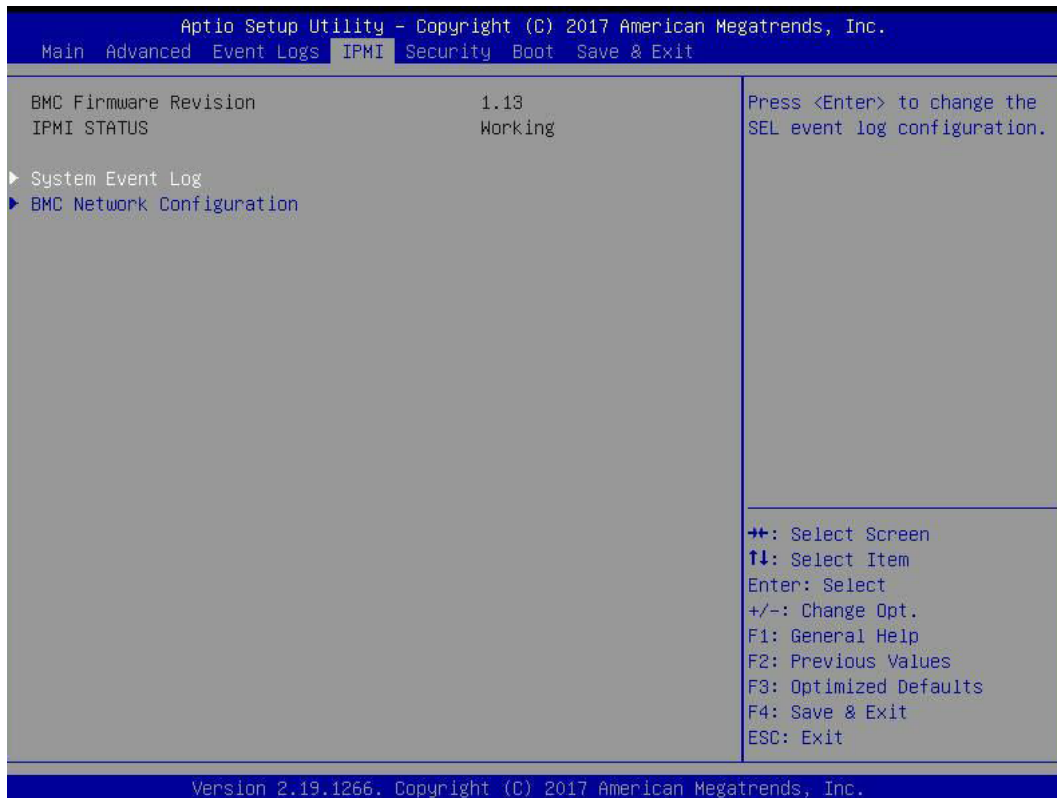 Aptio Setup Utility – Copyright (C) 2017 American Megatrends, Inc.
Main Advanced Event Logs IPMI Security Boot Save & Exit
BMC Firmware Revision 1.13
IPMI STATUS Working
System Event Log
BMC Network Configuration
Press <Enter> to change the
SEL event log configuration.
→←: Select Screen
↑↓: Select Item
Enter: Select
+/-: Change Opt.
F1: General Help
F2: Previous Values
F3: Optimized Defaults
F4: Save & Exit
ESC: Exit
Version 2.19.1266. Copyright (C) 2017 American Megatrends, Inc.